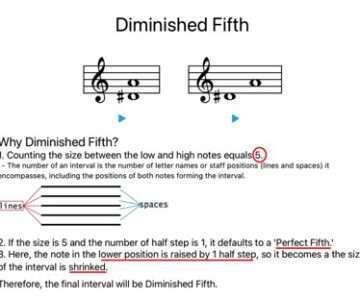 Diminished Fifth
Why Diminished Fifth?
1. Counting the size between the low and high notes equals 5.
- The number of an interval is the number of letter names or staff positions (lines and spaces) it
encompasses, including the positions of both notes forming the interval.
lines
spaces
2. If the size is 5 and the number of half step is 1, it defaults to a 'Perfect Fifth.'
3. Here, the note in the lower position is raised by 1 half step, so it becomes a the size
of the interval is shrinked.
Therefore, the final interval will be Diminished Fifth.